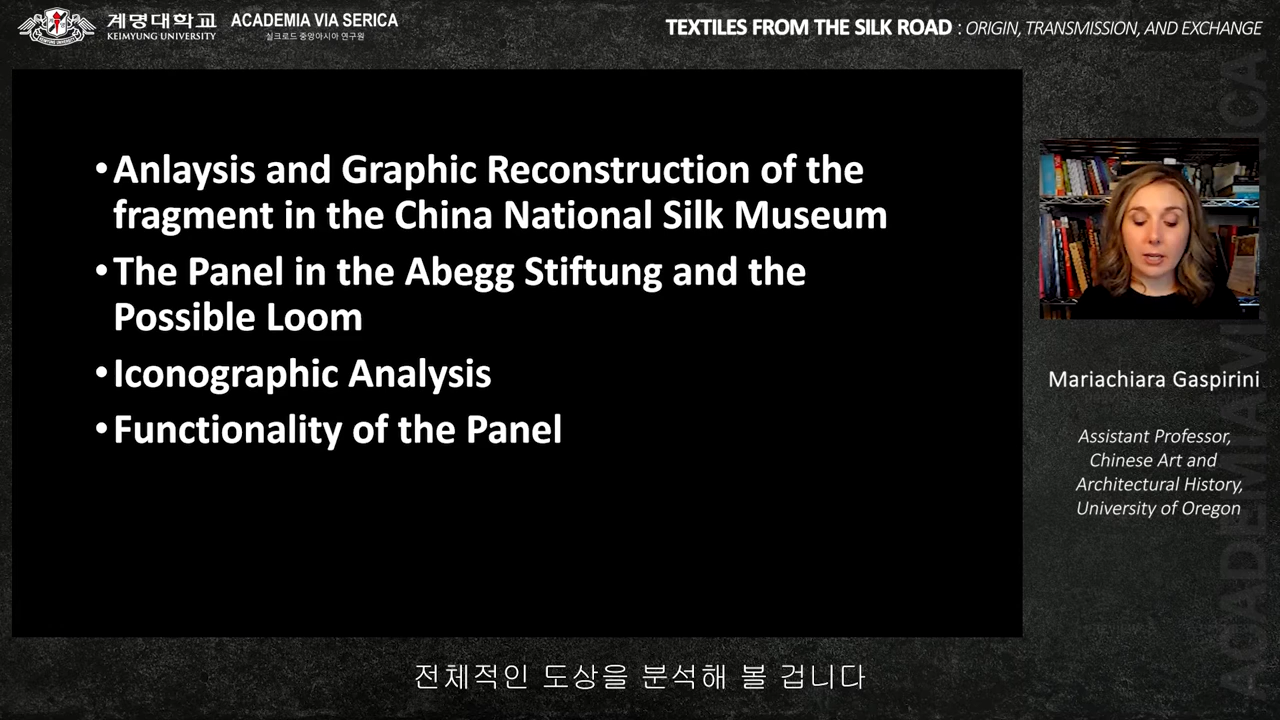 계명대학교
KEIMYUNG UNIVERSITY
ACADEMIA VIA SERICA
실크로드 중앙아시아 연구원
TEXTILES FROM THE SILK ROAD : ORIGIN, TRANSMISSION, AND EXCHANGE
• Anlaysis and Graphic Reconstruction of the
fragment in the China National Silk Museum
• The Panel in the Abegg Stiftung and the
Possible Loom
• Iconographic Analysis
• Functionality of the Panel
Mariachiara Gaspirini
Assistant Professor,
Chinese Art and
Architectural History,
University of Oregon
ACADEMIA VIA SERICA
전체적인 도상을 분석해 볼 겁니다